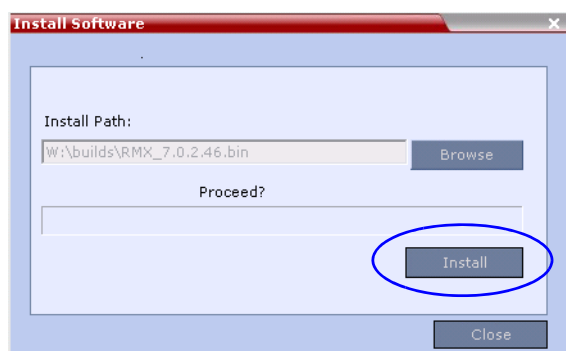 Install Software
Install Path:
W:\builds\RMX_7.0.2.46.bin
Browse
Proceed?
Install
Close